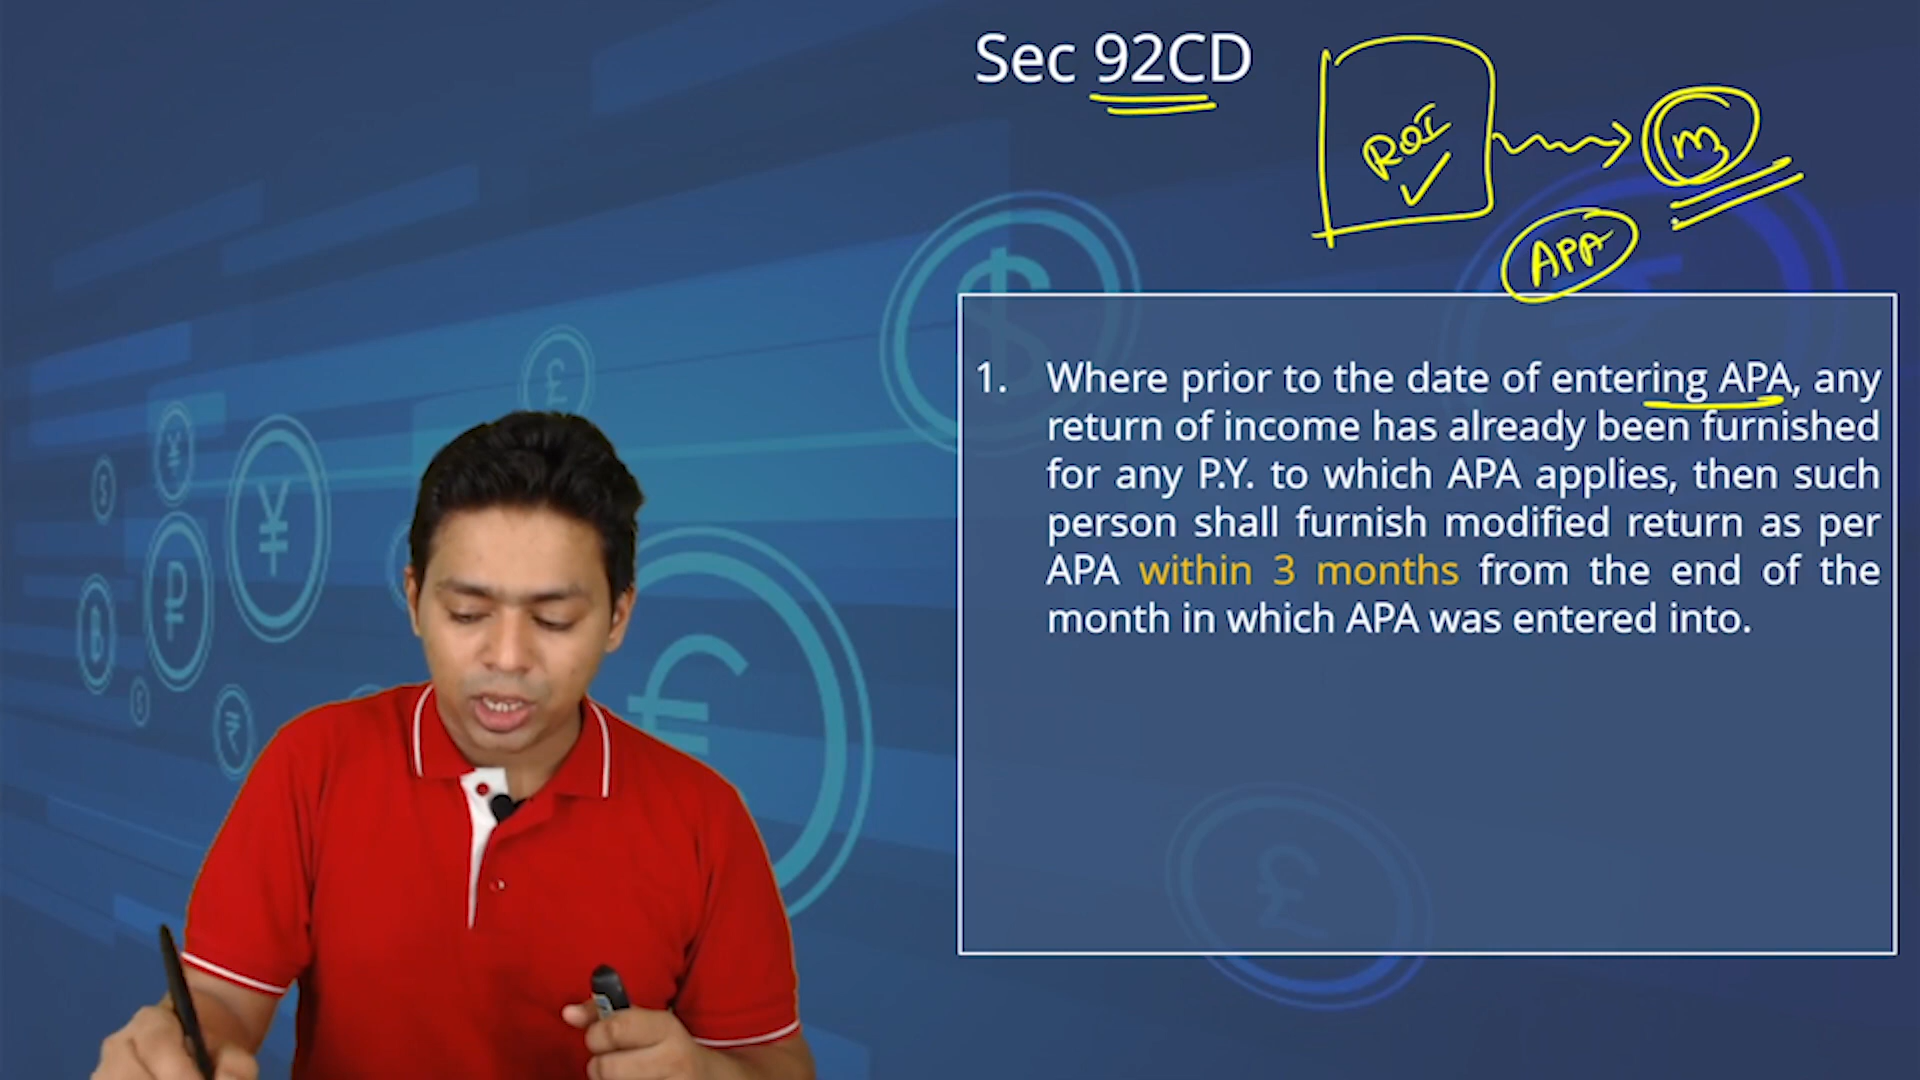 Sec 92CD
ROI
m
APA
1. Where prior to the date of entering APA, any
return of income has already been furnished
for any P.Y. to which APA applies, then such
person shall furnish modified return as per
APA within 3 months from the end of the
month in which APA was entered into.